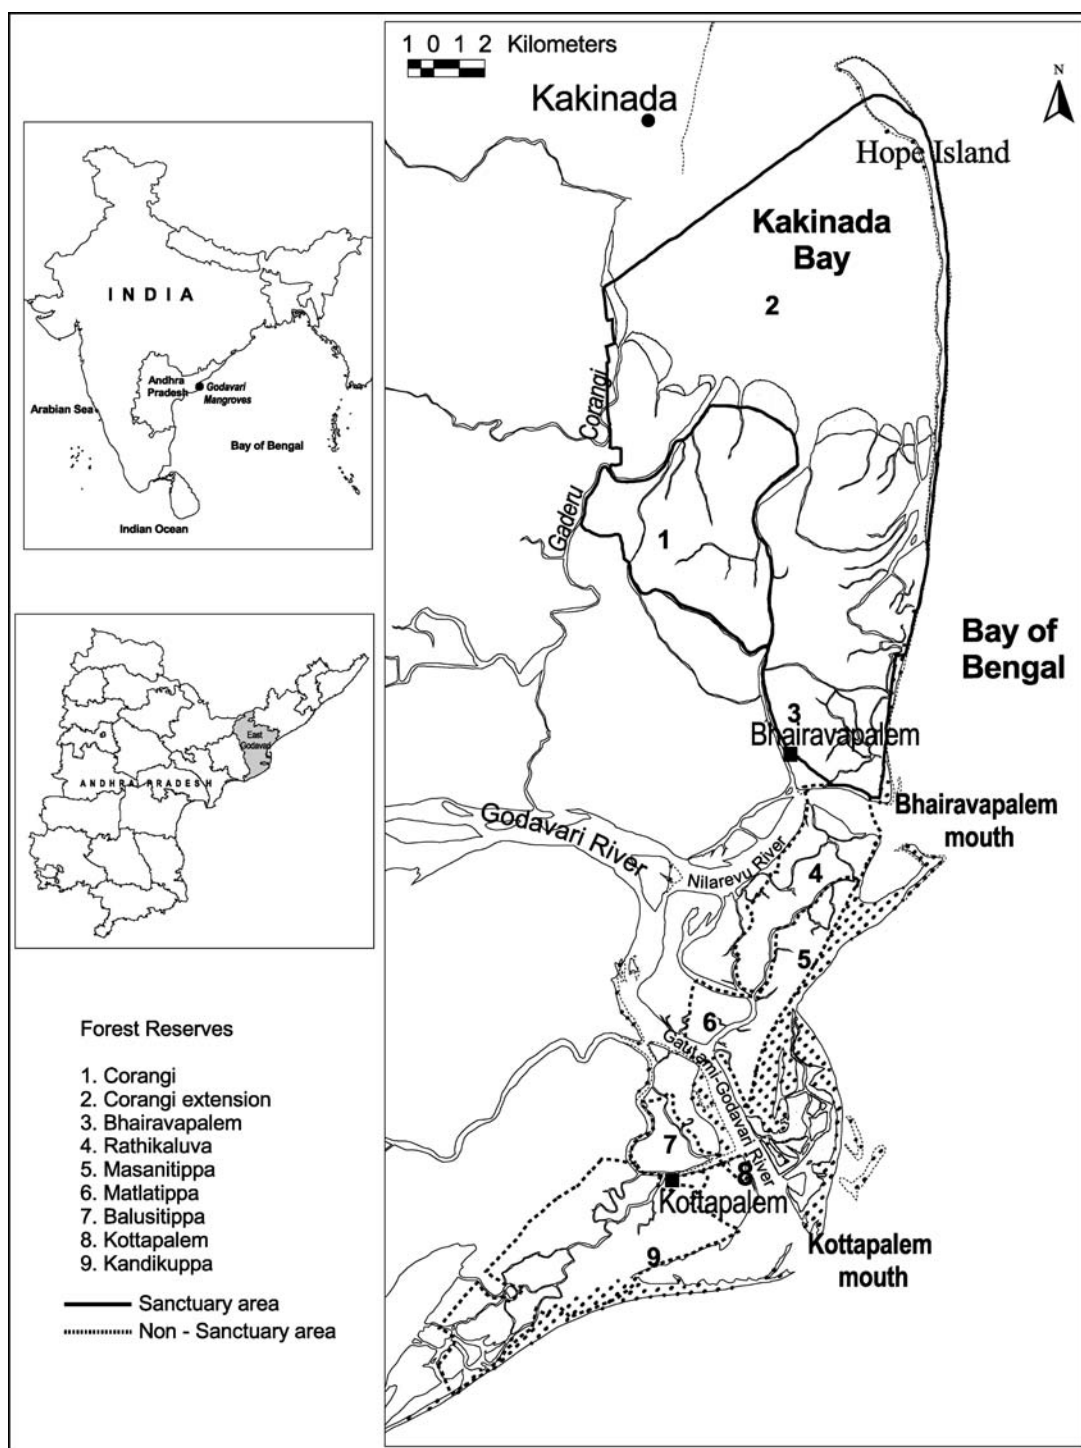 1 0 1 2 Kilometers
N
Kakinada
Hope Island
Kakinada
Bay
2
Corangi
Gaderu
1
Bay of
Bengal
3
Bhairavapalem
Bhairavapalem
mouth
Godavari River
Nilarevu River
4
5
6
Gautami-Godavari River
7
8
Kottapalem
9
Kottapalem
mouth
INDIA
Andhra
Pradesh
Godavari
Mangroves
Arabian Sea
Bay of Bengal
Indian Ocean
East
Godavari
ANDHRA PRADESH
Forest Reserves
1. Corangi
2. Corangi extension
3. Bhairavapalem
4. Rathikaluva
5. Masanitippa
6. Matlatippa
7. Balusitippa
8. Kottapalem
9. Kandikuppa
Sanctuary area
Non - Sanctuary area